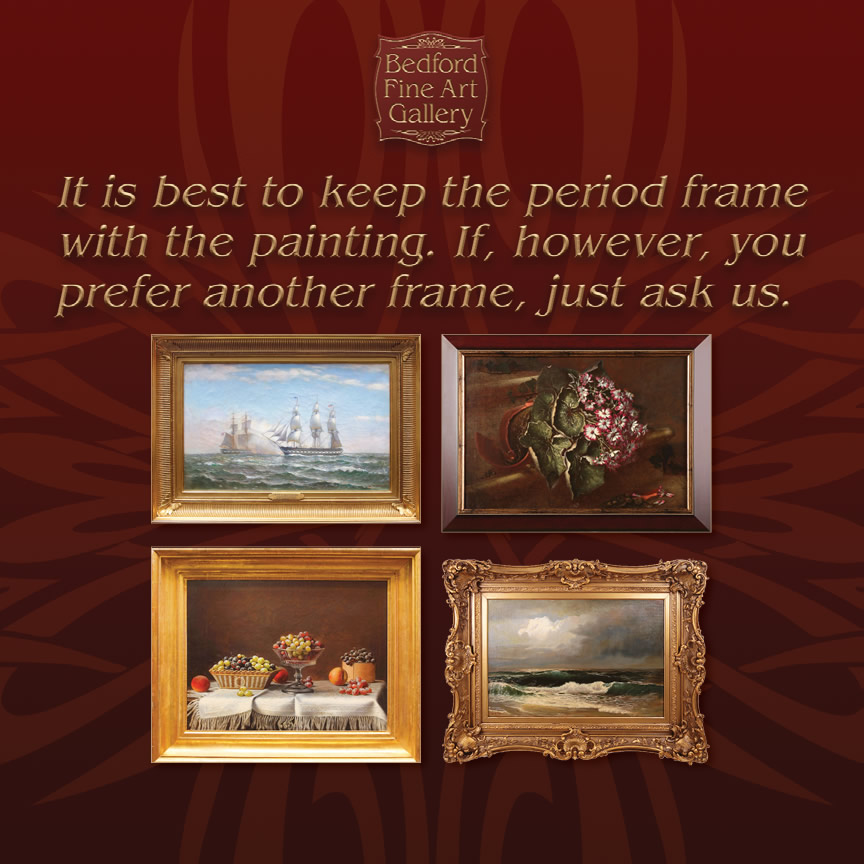 Bedford
Fine Art
Gallery
It is best to keep the period frame
with the painting. If, however, you
prefer another frame, just ask us.